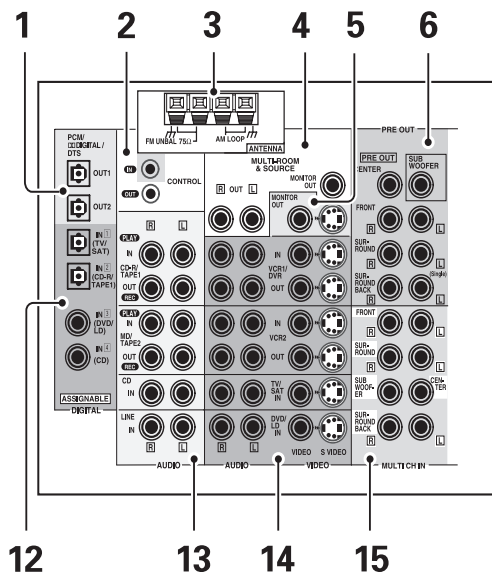 1 2 3 4 5 6
PCM/
DIGITAL/
DTS
OUT1
OUT2
IN 1
(TV/
SAT)
IN 2
(CD-R/
TAPE1)
IN 3
(DVD/
LD)
IN 4
(CD)
ASSIGNABLE
DIGITAL
IN
OUT
CONTROL
FM UNBAL 75Ω
AM LOOP
ANTENNA
MULTI-ROOM
& SOURCE
R OUT L
MONITOR
OUT
MONITOR
OUT
R L
PLAY
IN
CD-R/
TAPE1
OUT
REC
PLAY
IN
MD/
TAPE2
OUT
REC
CD
IN
LINE
IN
R L
AUDIO
IN
VCR1/
DVR
OUT
IN
VCR2
OUT
TV/
SAT
IN
DVD/
LD
IN
R L
AUDIO
VIDEO S VIDEO
VIDEO
PRE OUT
PRE OUT
CENTER
SUB
WOOFER
FRONT
R L
SUR-
ROUND
R L
SUR-
ROUND
BACK
(Single)
R L
FRONT
R L
SUR-
ROUND
R L
SUB
WOOF-
ER
CEN-
TER
SUR-
ROUND
BACK
R L
MULTI CH IN
12 13 14 15